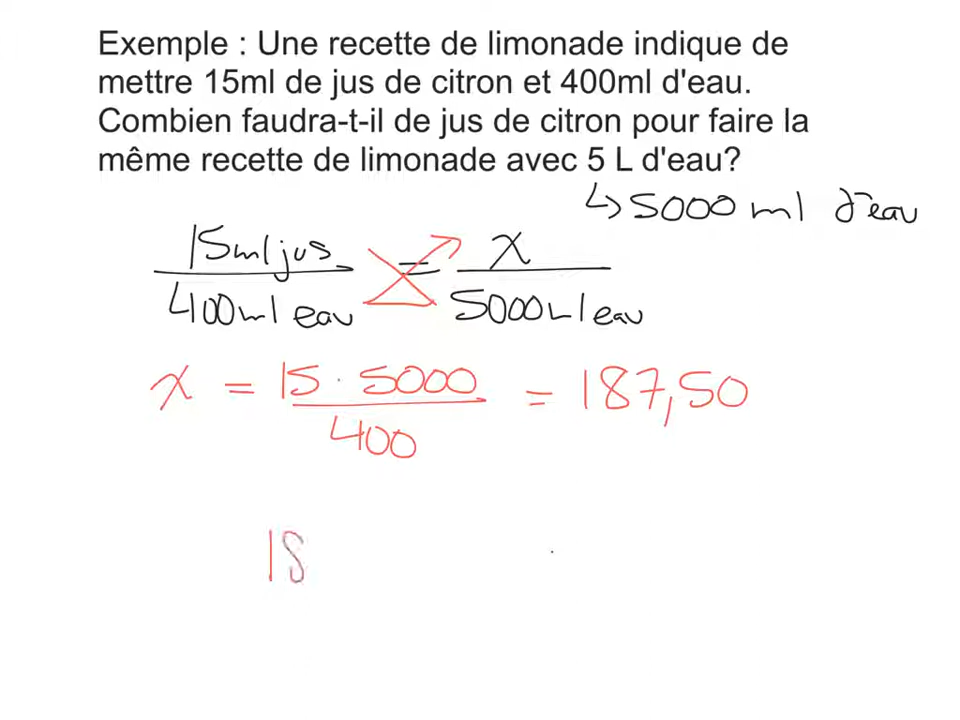 Exemple : Une recette de limonade indique de
mettre 15ml de jus de citron et 400ml d'eau.
Combien faudra-t-il de jus de citron pour faire la
même recette de limonade avec 5 L d'eau?
↳ 5000 ml d'eau
15ml jus / 400ml eau = x / 5000ml eau
x = 15 · 5000 / 400 = 187,50
18